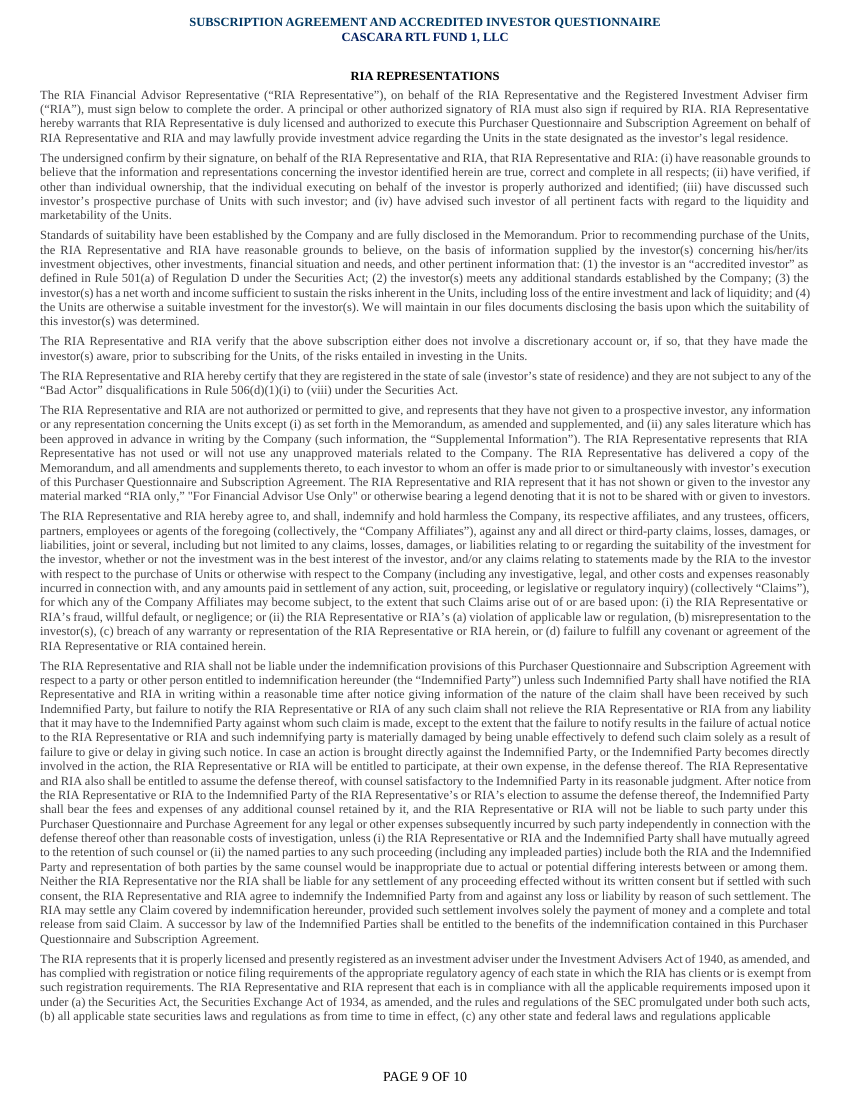 SUBSCRIPTION AGREEMENT AND ACCREDITED INVESTOR QUESTIONNAIRE
CASCARA RTL FUND 1, LLC
RIA REPRESENTATIONS
The RIA Financial Advisor Representative (“RIA Representative”), on behalf of the RIA Representative and the Registered Investment Adviser firm
(“RIA”), must sign below to complete the order. A principal or other authorized signatory of RIA must also sign if required by RIA. RIA Representative
hereby warrants that RIA Representative is duly licensed and authorized to execute this Purchaser Questionnaire and Subscription Agreement on behalf of
RIA Representative and RIA and may lawfully provide investment advice regarding the Units in the state designated as the investor’s legal residence.
The undersigned confirm by their signature, on behalf of the RIA Representative and RIA, that RIA Representative and RIA: (i) have reasonable grounds to
believe that the information and representations concerning the investor identified herein are true, correct and complete in all respects; (ii) have verified, if
other than individual ownership, that the individual executing on behalf of the investor is properly authorized and identified; (iii) have discussed such
investor’s prospective purchase of Units with such investor; and (iv) have advised such investor of all pertinent facts with regard to the liquidity and
marketability of the Units.
Standards of suitability have been established by the Company and are fully disclosed in the Memorandum. Prior to recommending purchase of the Units,
the RIA Representative and RIA have reasonable grounds to believe, on the basis of information supplied by the investor(s) concerning his/her/its
investment objectives, other investments, financial situation and needs, and other pertinent information that: (1) the investor is an “accredited investor” as
defined in Rule 501(a) of Regulation D under the Securities Act; (2) the investor(s) meets any additional standards established by the Company; (3) the
investor(s) has a net worth and income sufficient to sustain the risks inherent in the Units, including loss of the entire investment and lack of liquidity; and (4)
the Units are otherwise a suitable investment for the investor(s). We will maintain in our files documents disclosing the basis upon which the suitability of
this investor(s) was determined.
The RIA Representative and RIA verify that the above subscription either does not involve a discretionary account or, if so, that they have made the
investor(s) aware, prior to subscribing for the Units, of the risks entailed in investing in the Units.
The RIA Representative and RIA hereby certify that they are registered in the state of sale (investor’s state of residence) and they are not subject to any of the
“Bad Actor” disqualifications in Rule 506(d)(1)(i) to (viii) under the Securities Act.
The RIA Representative and RIA are not authorized or permitted to give, and represents that they have not given to a prospective investor, any information
or any representation concerning the Units except (i) as set forth in the Memorandum, as amended and supplemented, and (ii) any sales literature which has
been approved in advance in writing by the Company (such information, the “Supplemental Information”). The RIA Representative represents that RIA
Representative has not used or will not use any unapproved materials related to the Company. The RIA Representative has delivered a copy of the
Memorandum, and all amendments and supplements thereto, to each investor to whom an offer is made prior to or simultaneously with investor’s execution
of this Purchaser Questionnaire and Subscription Agreement. The RIA Representative and RIA represent that it has not shown or given to the investor any
material marked “RIA only,” "For Financial Advisor Use Only" or otherwise bearing a legend denoting that it is not to be shared with or given to investors.
The RIA Representative and RIA hereby agree to, and shall, indemnify and hold harmless the Company, its respective affiliates, and any trustees, officers,
partners, employees or agents of the foregoing (collectively, the “Company Affiliates”), against any and all direct or third-party claims, losses, damages, or
liabilities, joint or several, including but not limited to any claims, losses, damages, or liabilities relating to or regarding the suitability of the investment for
the investor, whether or not the investment was in the best interest of the investor, and/or any claims relating to statements made by the RIA to the investor
with respect to the purchase of Units or otherwise with respect to the Company (including any investigative, legal, and other costs and expenses reasonably
incurred in connection with, and any amounts paid in settlement of any action, suit, proceeding, or legislative or regulatory inquiry) (collectively “Claims”),
for which any of the Company Affiliates may become subject, to the extent that such Claims arise out of or are based upon: (i) the RIA Representative or
RIA’s fraud, willful default, or negligence; or (ii) the RIA Representative or RIA’s (a) violation of applicable law or regulation, (b) misrepresentation to the
investor(s), (c) breach of any warranty or representation of the RIA Representative or RIA herein, or (d) failure to fulfill any covenant or agreement of the
RIA Representative or RIA contained herein.
The RIA Representative and RIA shall not be liable under the indemnification provisions of this Purchaser Questionnaire and Subscription Agreement with
respect to a party or other person entitled to indemnification hereunder (the “Indemnified Party”) unless such Indemnified Party shall have notified the RIA
Representative and RIA in writing within a reasonable time after notice giving information of the nature of the claim shall have been received by such
Indemnified Party, but failure to notify the RIA Representative or RIA of any such claim shall not relieve the RIA Representative or RIA from any liability
that it may have to the Indemnified Party against whom such claim is made, except to the extent that the failure to notify results in the failure of actual notice
to the RIA Representative or RIA and such indemnifying party is materially damaged by being unable effectively to defend such claim solely as a result of
failure to give or delay in giving such notice. In case an action is brought directly against the Indemnified Party, or the Indemnified Party becomes directly
involved in the action, the RIA Representative or RIA will be entitled to participate, at their own expense, in the defense thereof. The RIA Representative
and RIA also shall be entitled to assume the defense thereof, with counsel satisfactory to the Indemnified Party in its reasonable judgment. After notice from
the RIA Representative or RIA to the Indemnified Party of the RIA Representative’s or RIA’s election to assume the defense thereof, the Indemnified Party
shall bear the fees and expenses of any additional counsel retained by it, and the RIA Representative or RIA will not be liable to such party under this
Purchaser Questionnaire and Purchase Agreement for any legal or other expenses subsequently incurred by such party independently in connection with the
defense thereof other than reasonable costs of investigation, unless (i) the RIA Representative or RIA and the Indemnified Party shall have mutually agreed
to the retention of such counsel or (ii) the named parties to any such proceeding (including any impleaded parties) include both the RIA and the Indemnified
Party and representation of both parties by the same counsel would be inappropriate due to actual or potential differing interests between or among them.
Neither the RIA Representative nor the RIA shall be liable for any settlement of any proceeding effected without its written consent but if settled with such
consent, the RIA Representative and RIA agree to indemnify the Indemnified Party from and against any loss or liability by reason of such settlement. The
RIA may settle any Claim covered by indemnification hereunder, provided such settlement involves solely the payment of money and a complete and total
release from said Claim. A successor by law of the Indemnified Parties shall be entitled to the benefits of the indemnification contained in this Purchaser
Questionnaire and Subscription Agreement.
The RIA represents that it is properly licensed and presently registered as an investment adviser under the Investment Advisers Act of 1940, as amended, and
has complied with registration or notice filing requirements of the appropriate regulatory agency of each state in which the RIA has clients or is exempt from
such registration requirements. The RIA Representative and RIA represent that each is in compliance with all the applicable requirements imposed upon it
under (a) the Securities Act, the Securities Exchange Act of 1934, as amended, and the rules and regulations of the SEC promulgated under both such acts,
(b) all applicable state securities laws and regulations as from time to time in effect, (c) any other state and federal laws and regulations applicable
PAGE 9 OF 10